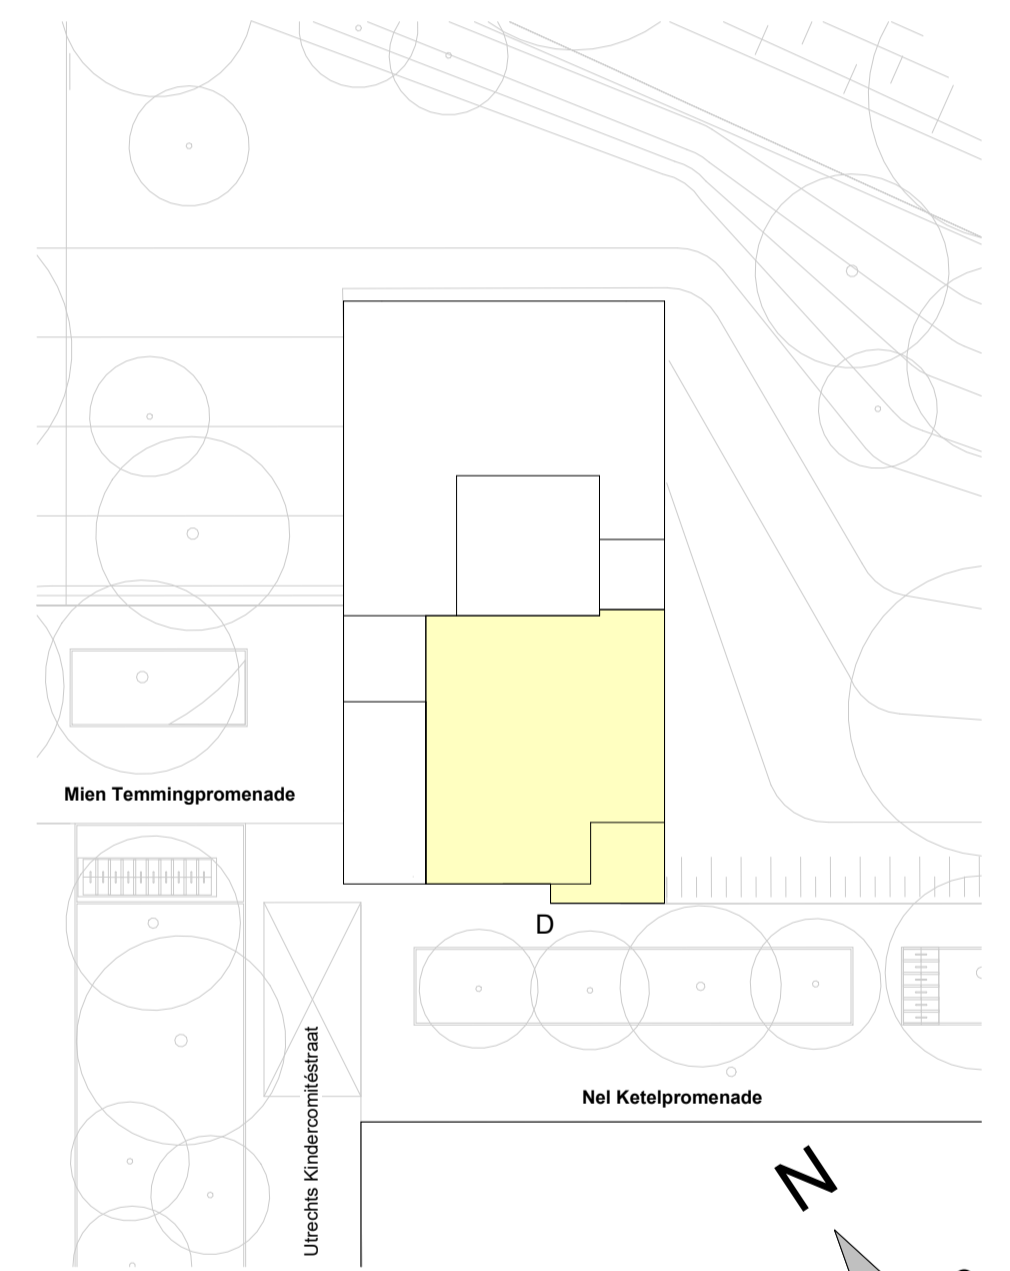 Mien Temmingpromenade
D
Utrechts Kindercomitéstraat
Nel Ketelpromenade
N